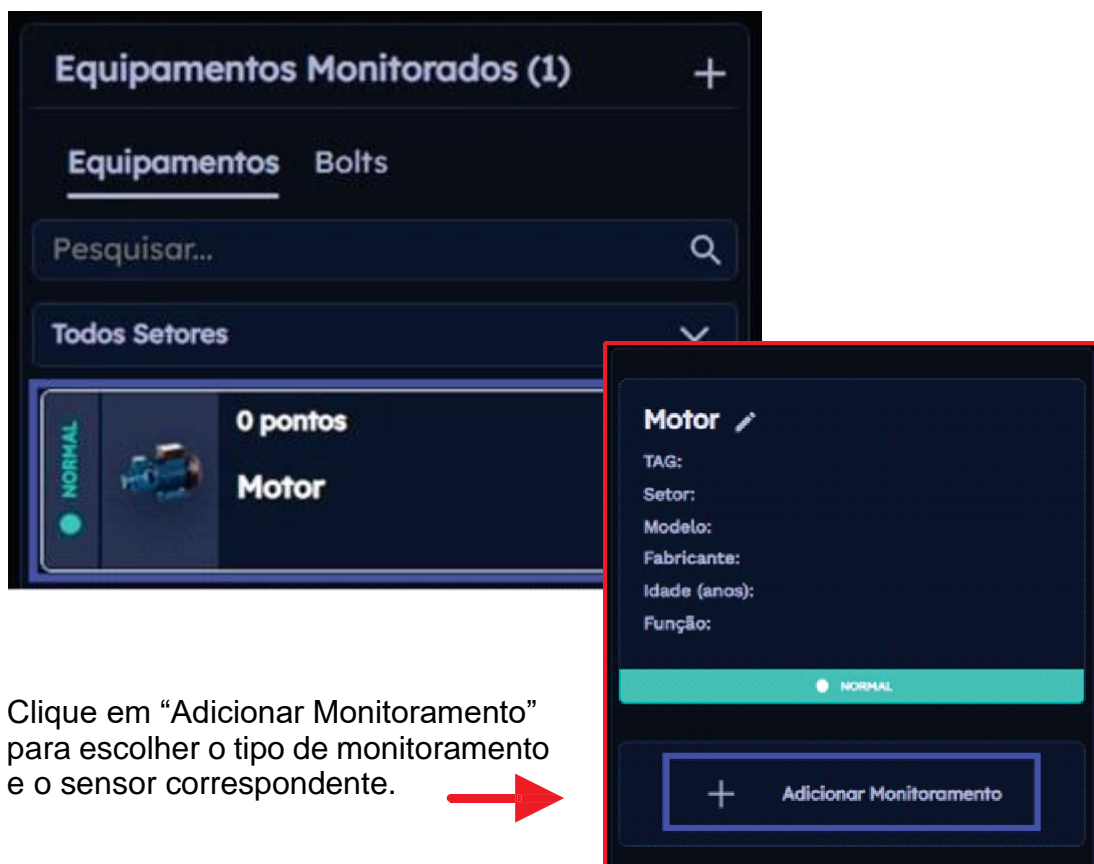 Equipamentos Monitorados (1) +
Equipamentos Bolts
Pesquisar...
Todos Setores
NORMAL
0 pontos
Motor
Motor
TAG:
Setor:
Modelo:
Fabricante:
Idade (anos):
Função:
NORMAL
Clique em “Adicionar Monitoramento”
para escolher o tipo de monitoramento
e o sensor correspondente.
+ Adicionar Monitoramento